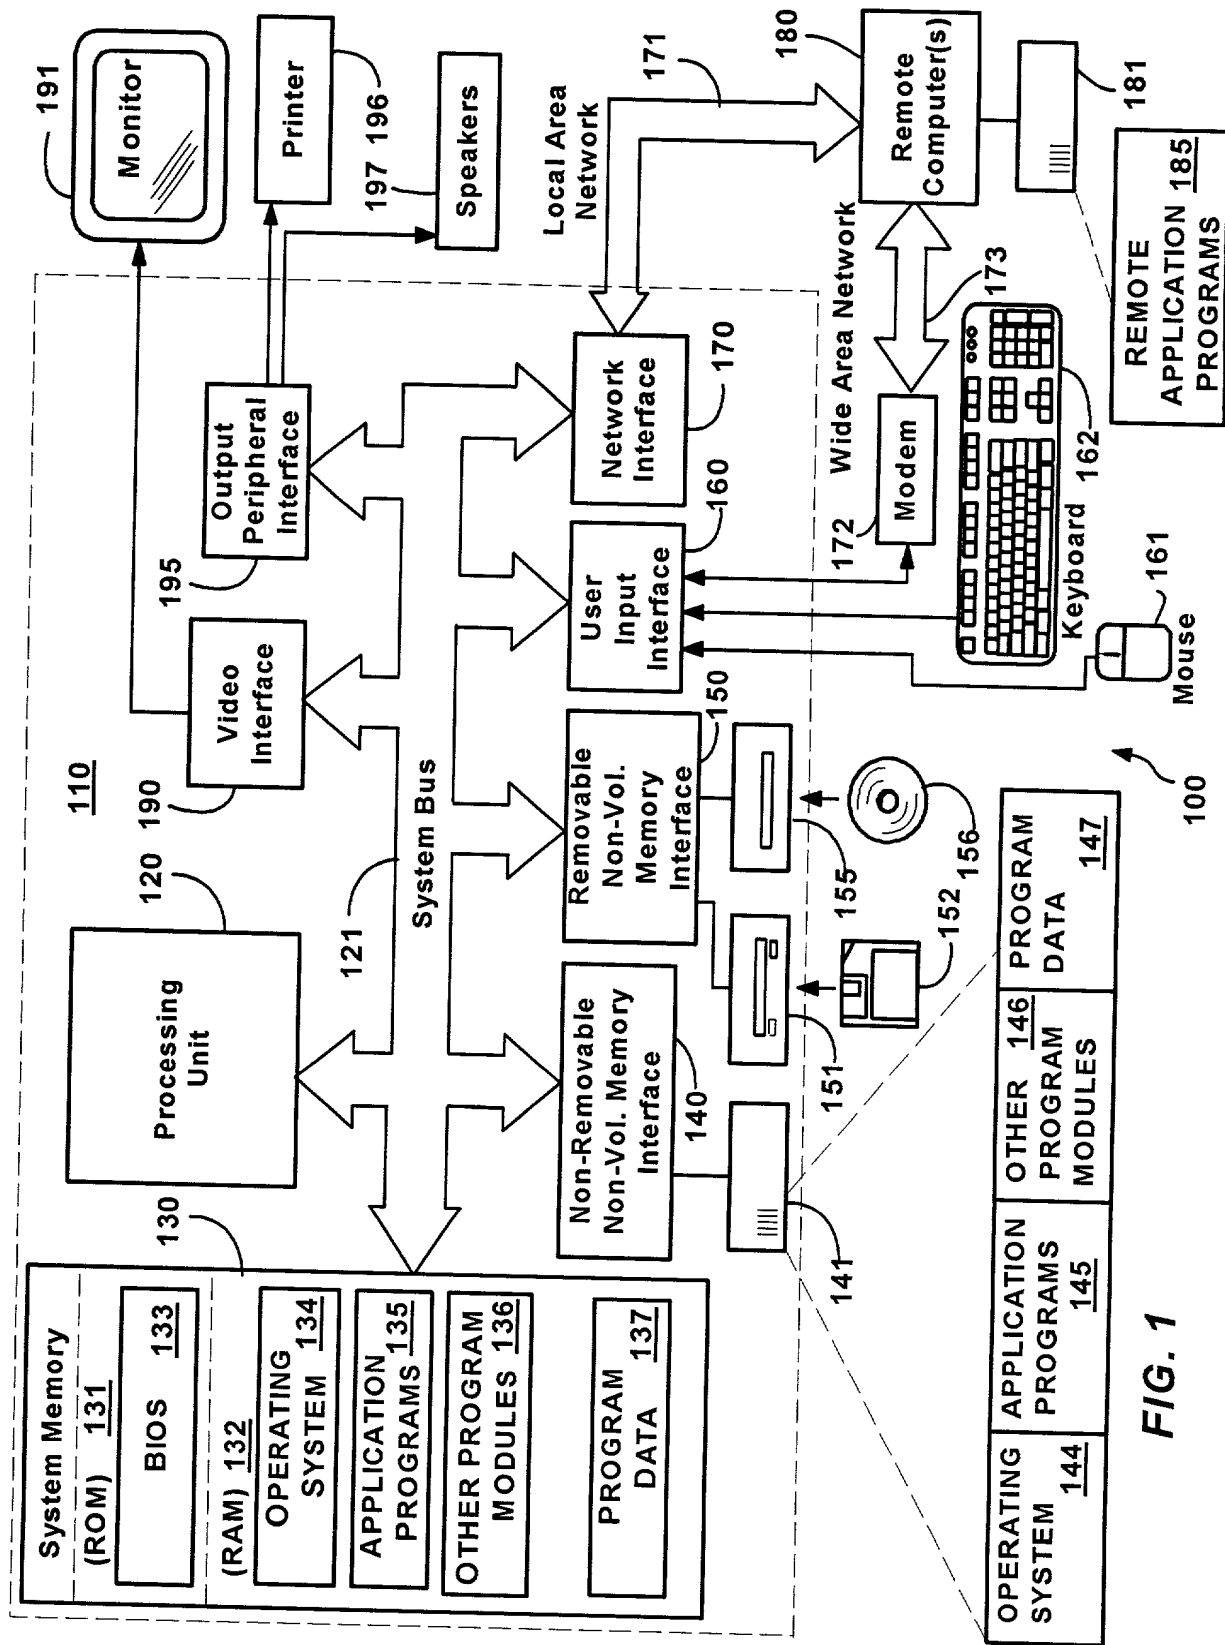 System Memory
(ROM) 131
BIOS 133
(RAM) 132
OPERATING
SYSTEM 134
APPLICATION
PROGRAMS 135
OTHER PROGRAM
MODULES 136
PROGRAM
DATA 137
130
110
Processing
Unit
120
121
System Bus
190
Video
Interface
195
Output
Peripheral
Interface
191
Monitor
Printer
196
197
Speakers
Non-Removable
Non-Vol. Memory
Interface
140
Removable
Non-Vol.
Memory
Interface
150
User
Input
Interface
160
Network
Interface
170
Local Area
Network
171
141
151
155
152
156
172
Modem
Wide Area Network
173
180
Remote
Computer(s)
181
Keyboard
162
161
Mouse
100
REMOTE
APPLICATION 185
PROGRAMS
OPERATING
SYSTEM 144
APPLICATION
PROGRAMS
145
OTHER 146
PROGRAM
MODULES
PROGRAM
DATA 147
FIG. 1